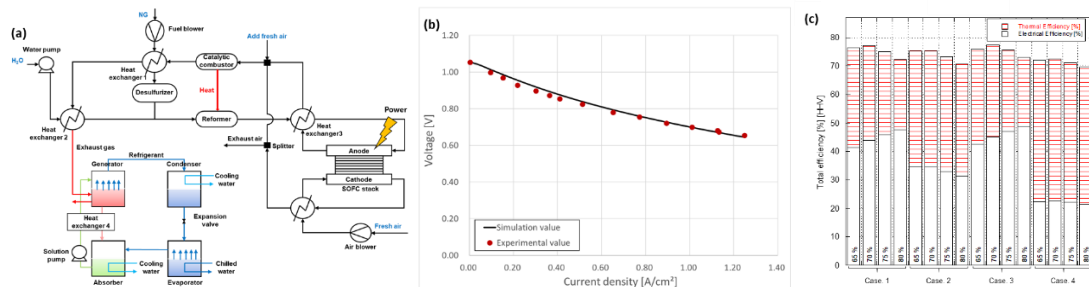 (a)
NG
Fuel blower
Water pump
H₂O
Heat
exchanger 1
Catalytic
combustor
Add fresh air
Desulfurizer
Heat
Reformer
Heat
exchanger 2
Heat
exchanger3
Power
Exhaust gas
Exhaust air
Splitter
Anode
Cathode
SOFC stack
Refrigerant
Generator
Condenser
Cooling
water
Heat
exchanger 4
Expansion
valve
Solution
pump
Cooling
water
Chilled
water
Absorber
Evaporator
Fresh air
Air blower
(b)
Voltage [V]
1.20
1.00
0.80
0.60
1.00
0.20
0.00
Simulation value
Experimental value
0.00 0.20 0.40 0.60 0.80 1.00 1.20 1.40
Current density [A/cm²]
(c)
Thermal Efficiency [%]
Electrical Efficiency [%]
Total efficiency [%] [HHV]
80
70
60
50
40
30
20
10
0
65 % 70 % 75 % 80 % 65 % 70 % 75 % 80 % 65 % 70 % 75 % 80 % 65 % 70 % 75 % 80 %
Case. 1 Case. 2 Case. 3 Case. 4